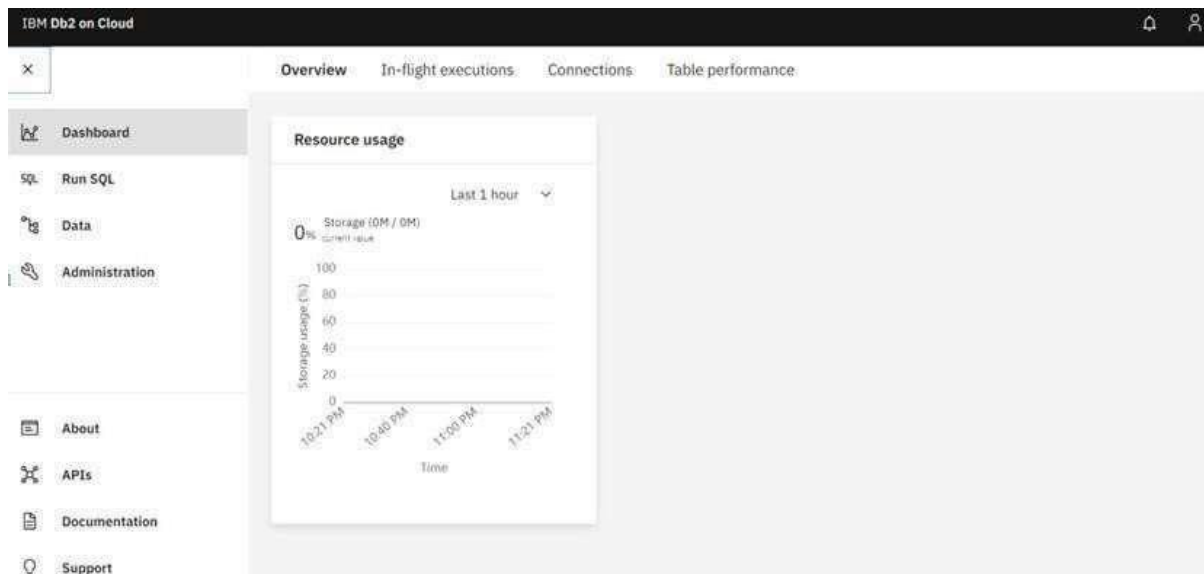 IBM Db2 on Cloud
Overview In-flight executions Connections Table performance
Dashboard
SQL Run SQL
Data
Administration
About
APIs
Documentation
Support
Resource usage
Last 1 hour
0% Storage (0M / 0M)
current value
Storage usage (%)
100
80
60
40
20
0
10:21 PM 10:40 PM 11:00 PM 11:21 PM
Time